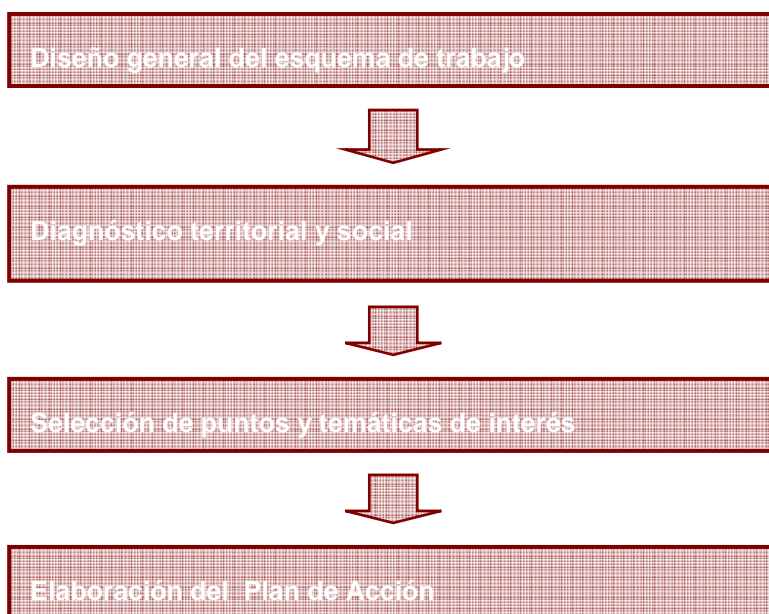 Diseño general del esquema de trabajo
Diagnóstico territorial y social
Selección de puntos y temáticas de interés
Elaboración del Plan de Acción